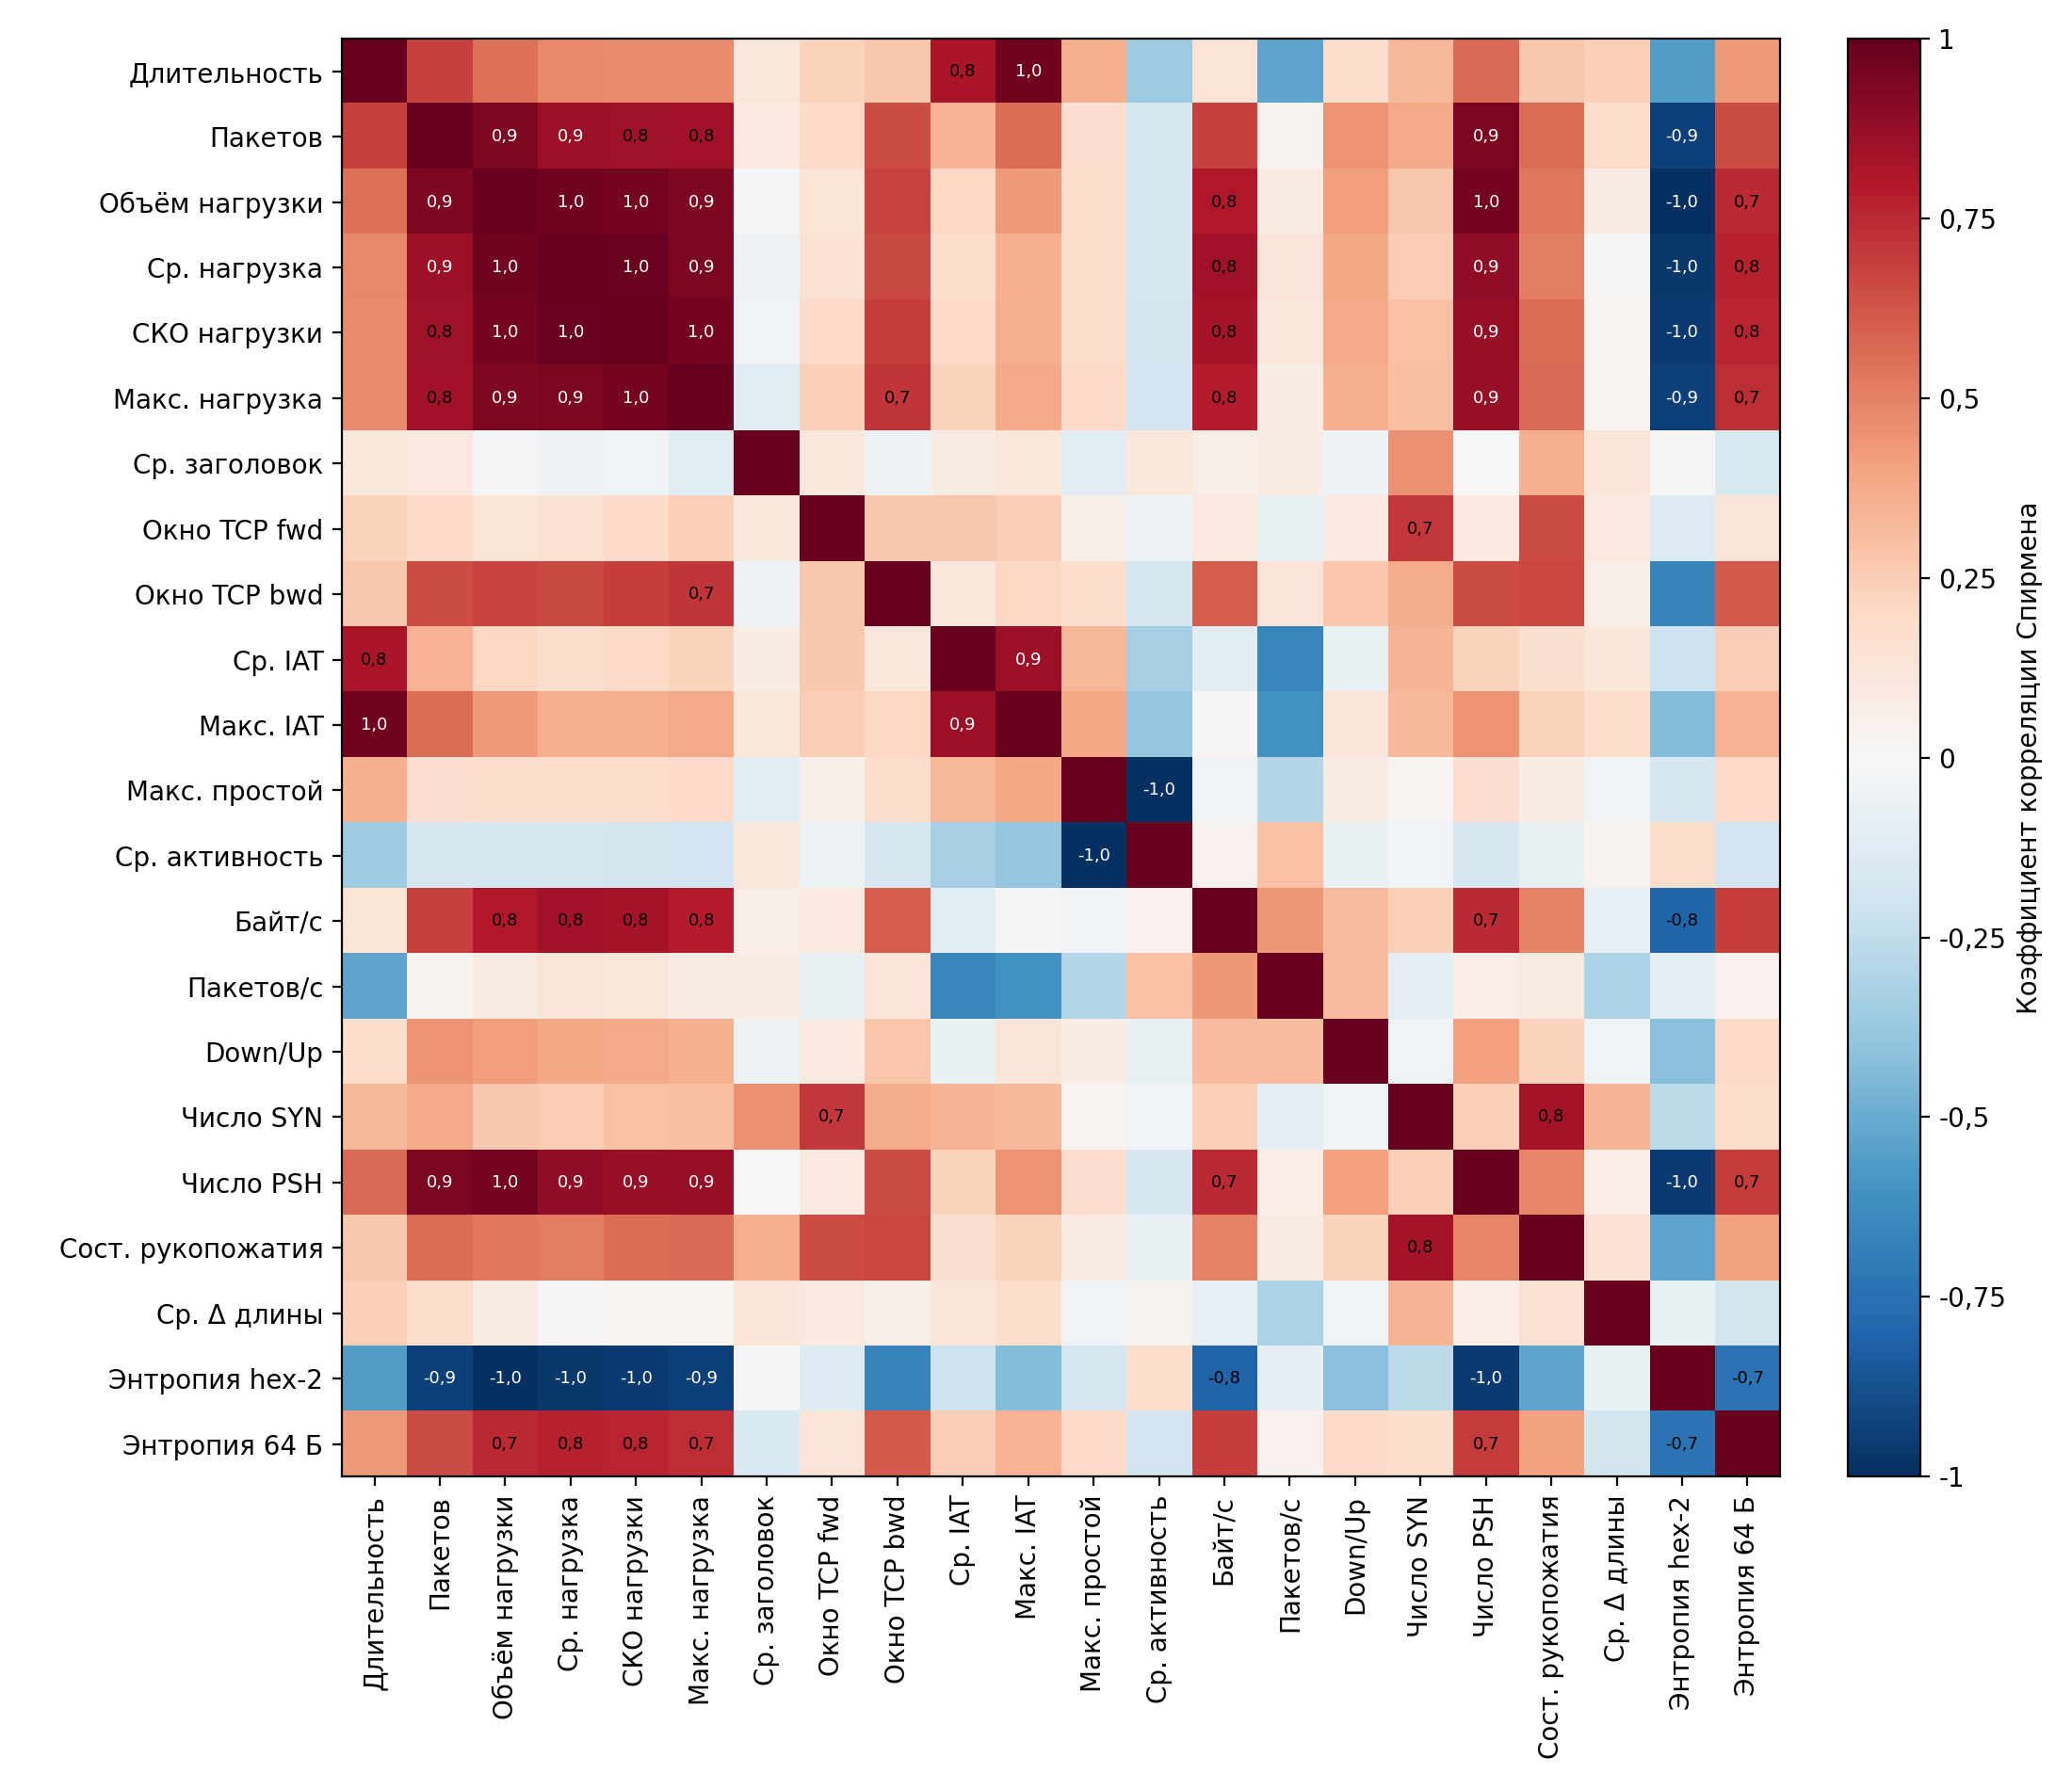 Длительность 0,8 1,0
Пакетов 0,9 0,9 0,8 0,8 0,9 -0,9
Объём нагрузки 0,9 1,0 1,0 0,9 0,8 1,0 -1,0 0,7
Ср. нагрузка 0,9 1,0 1,0 0,9 0,8 0,9 -1,0 0,8
СКО нагрузки 0,8 1,0 1,0 1,0 0,8 0,9 -1,0 0,8
Макс. нагрузка 0,8 0,9 0,9 1,0 0,7 0,8 0,9 -0,9 0,7
Ср. заголовок
Окно TCP fwd 0,7
Окно TCP bwd 0,7
Ср. IAT 0,8 0,9
Макс. IAT 1,0 0,9
Макс. простой -1,0
Ср. активность -1,0
Байт/с 0,8 0,8 0,8 0,8 0,7 -0,8
Пакетов/с
Down/Up
Число SYN 0,7 0,8
Число PSH 0,9 1,0 0,9 0,9 0,9 0,7 -1,0 0,7
Сост. рукопожатия 0,8
Ср. Δ длины
Энтропия hex-2 -0,9 -1,0 -1,0 -1,0 -0,9 -0,8 -1,0 -0,7
Энтропия 64 Б 0,7 0,8 0,8 0,7 0,7 -0,7
Длительность
Пакетов
Объём нагрузки
Ср. нагрузка
СКО нагрузки
Макс. нагрузка
Ср. заголовок
Окно TCP fwd
Окно TCP bwd
Ср. IAT
Макс. IAT
Макс. простой
Ср. активность
Байт/с
Пакетов/с
Down/Up
Число SYN
Число PSH
Сост. рукопожатия
Ср. Δ длины
Энтропия hex-2
Энтропия 64 Б
1
0,75
0,5
0,25
0
-0,25
-0,5
-0,75
-1
Коэффициент корреляции Спирмена